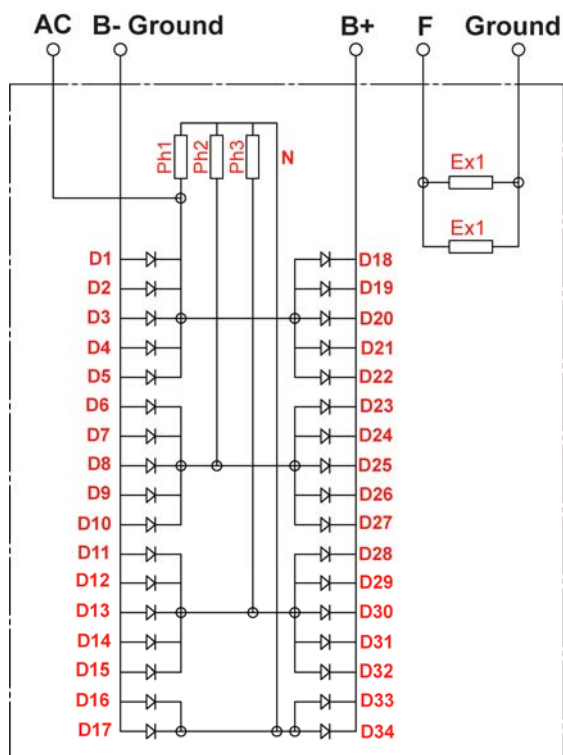 AC B- Ground B+ F Ground
Ph1 Ph2 Ph3 N
Ex1
Ex1
D1 D18
D2 D19
D3 D20
D4 D21
D5 D22
D6 D23
D7 D24
D8 D25
D9 D26
D10 D27
D11 D28
D12 D29
D13 D30
D14 D31
D15 D32
D16 D33
D17 D34